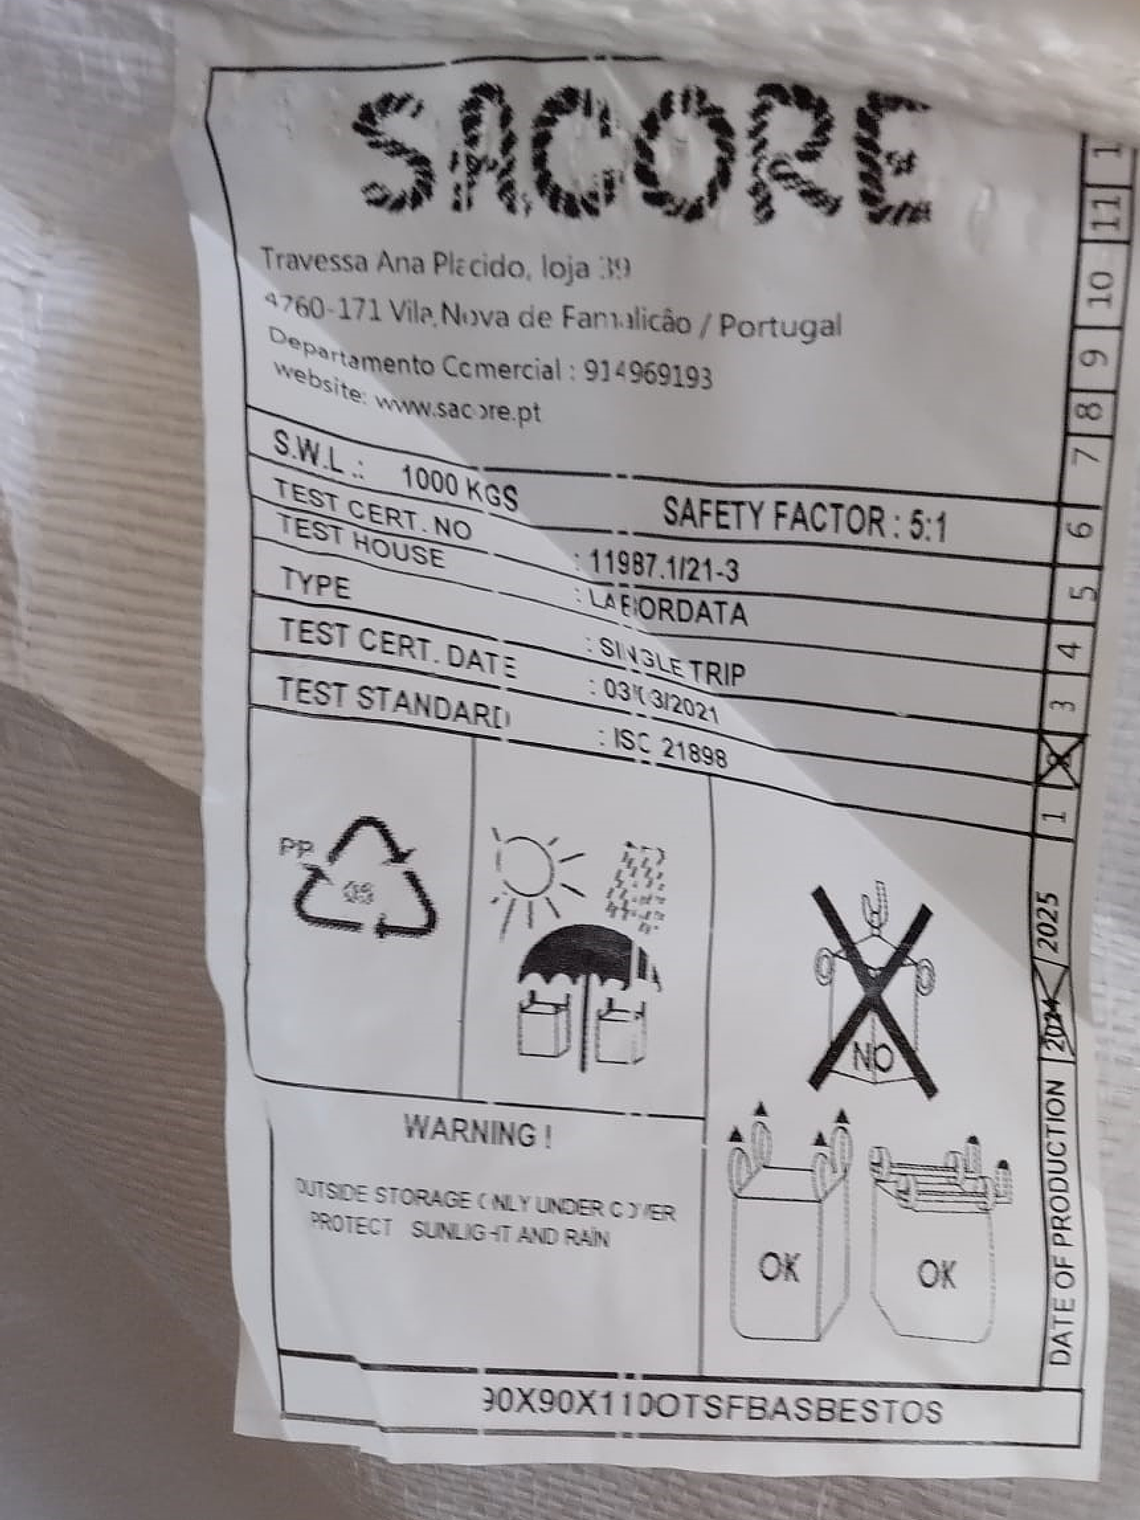 SACORE
Travessa Ana Placido, loja 39
4760-171 Vila Nova de Famalicão / Portugal
Departamento Comercial : 914969193
website: www.sacore.pt
S.W.L .: 1000 KGS SAFETY FACTOR : 5:1
TEST CERT. NO : 11987.1/21-3
TEST HOUSE : LABORDATA
TYPE : SINGLE TRIP
TEST CERT. DATE : 03/03/2021
TEST STANDARD : ISO 21898
PP
05
NO
OK
OK
WARNING !
OUTSIDE STORAGE ONLY UNDER COVER
PROTECT SUNLIGHT AND RAIN
90X90X110OTSFBASBESTOS
DATE OF PRODUCTION 2024 2025 1 2 3 4 5 6 7 8 9 10 11 1